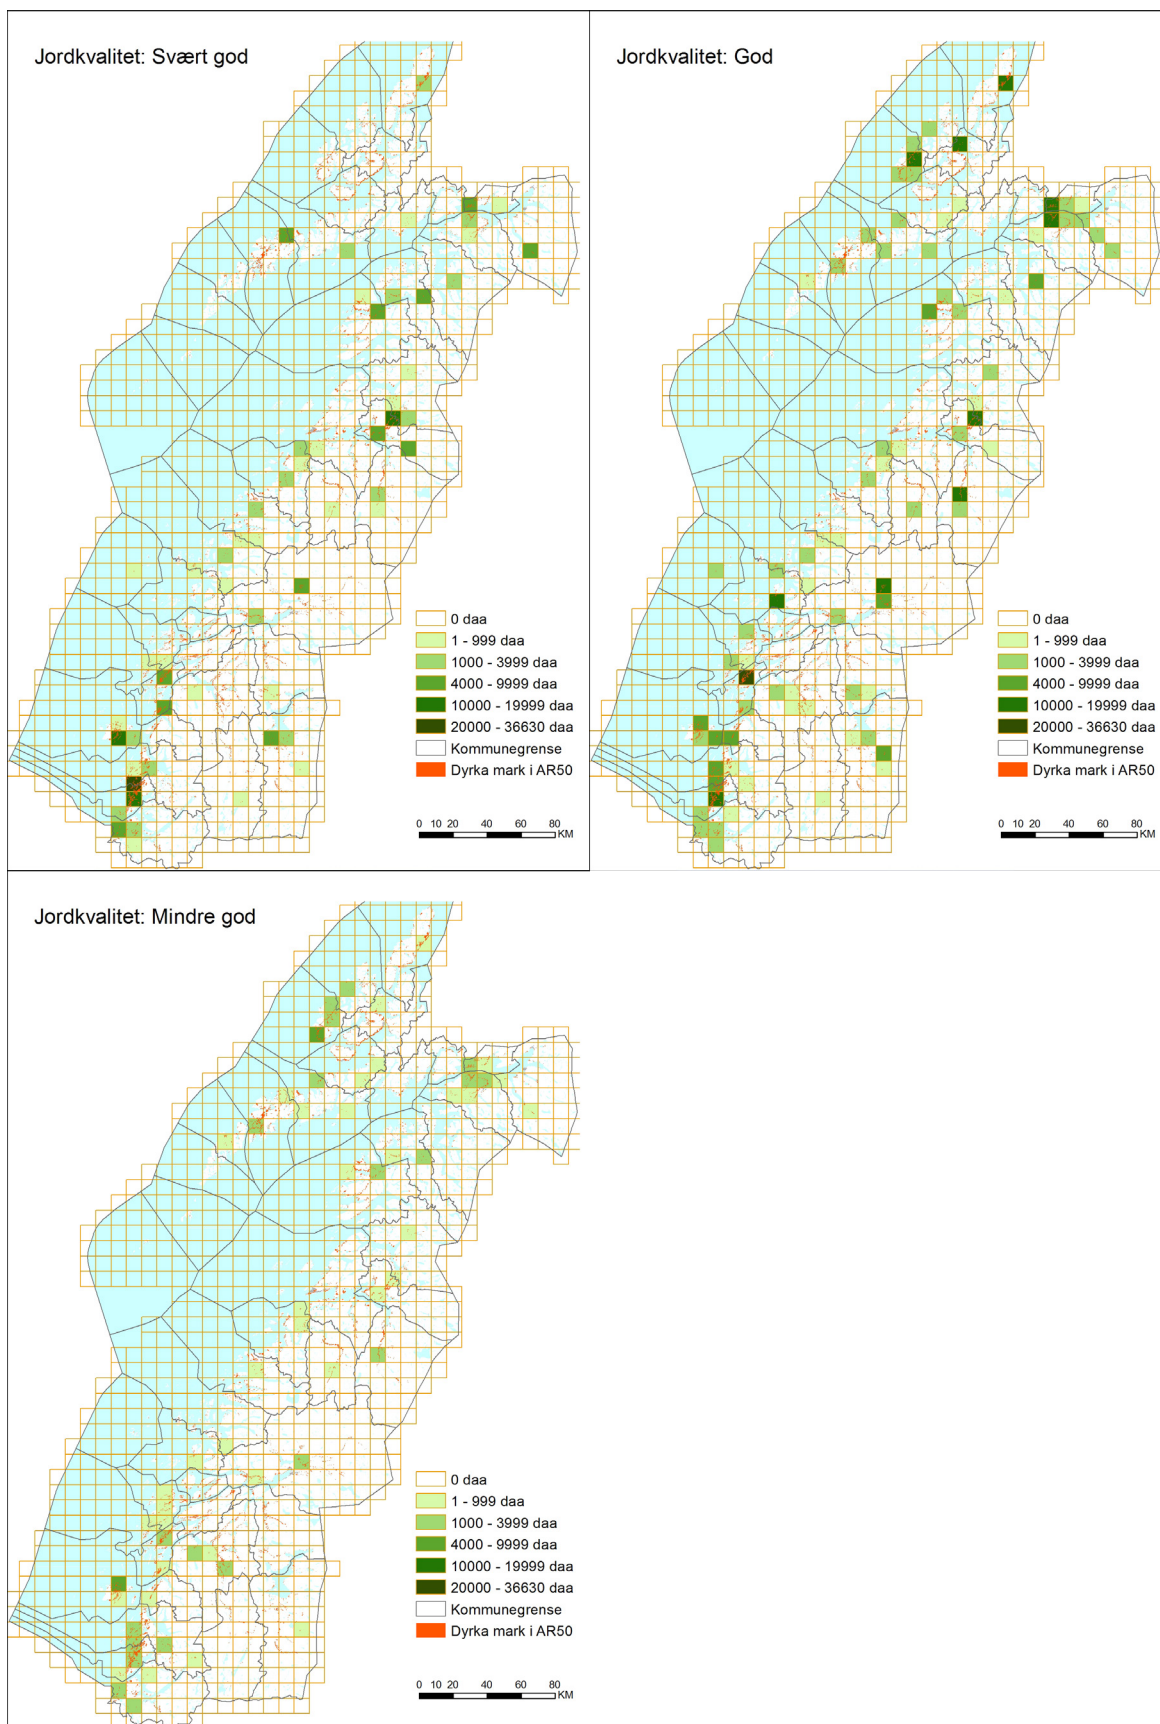 Jordkvalitet: Svært god
0 daa
1 - 999 daa
1000 - 3999 daa
4000 - 9999 daa
10000 - 19999 daa
20000 - 36630 daa
Kommunegrense
Dyrka mark i AR50
0 10 20 40 60 80
KM
Jordkvalitet: God
0 daa
1 - 999 daa
1000 - 3999 daa
4000 - 9999 daa
10000 - 19999 daa
20000 - 36630 daa
Kommunegrense
Dyrka mark i AR50
0 10 20 40 60 80
KM
Jordkvalitet: Mindre god
0 daa
1 - 999 daa
1000 - 3999 daa
4000 - 9999 daa
10000 - 19999 daa
20000 - 36630 daa
Kommunegrense
Dyrka mark i AR50
0 10 20 40 60 80
KM